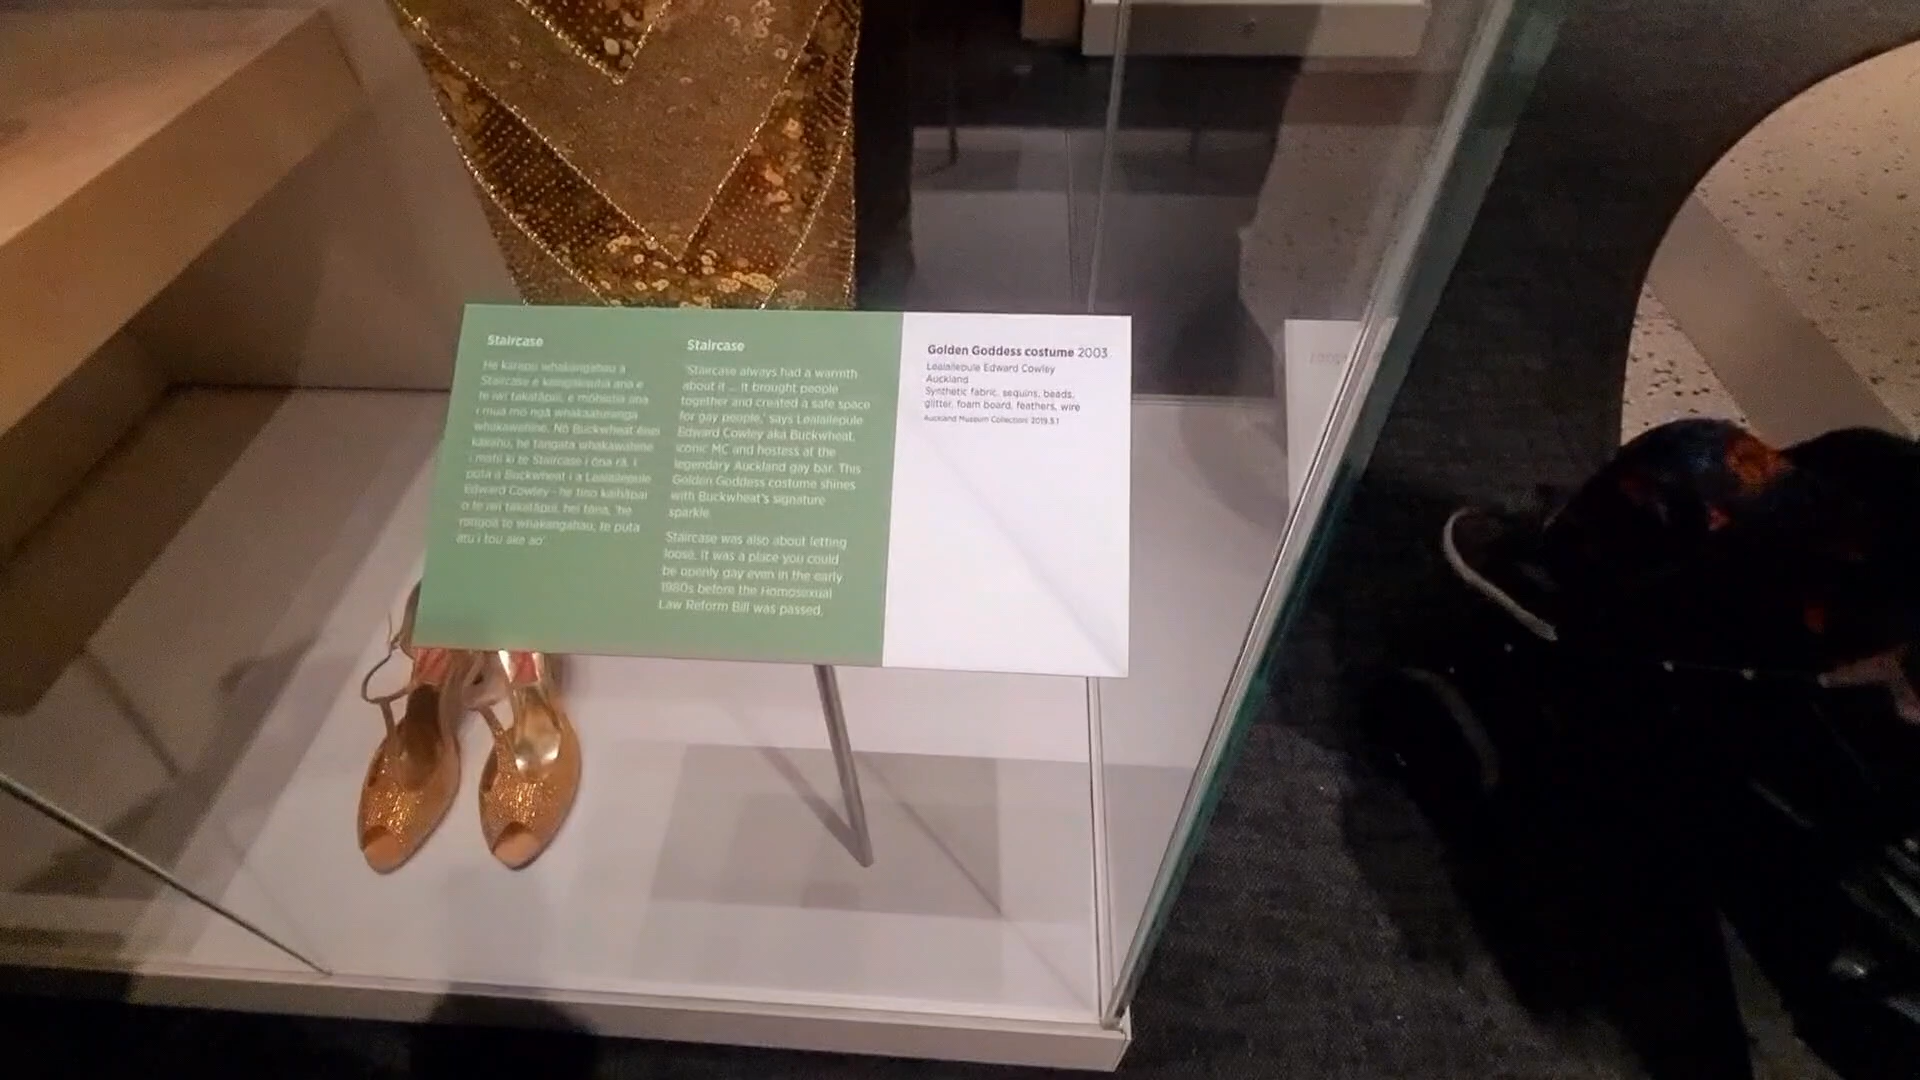 Staircase
He karapu whakangahau a
Staircase e kaingākauhia ana e
te iwi takatāpui, e mōhiotia ana
i mua mō ngā whakaaturanga
whakawahine. Nō Buckwheat ēnei
kākahu, he tangata whakawahine
i mahi ki te Staircase i ōna rā. I
puta a Buckwheat i a Lealailepule
Edward Cowley - he tino kaihāpai
o te iwi takatāpui, hei tāna, 'he
rongoā te whakangahau, te puta
atu i tou ake ao'.
Staircase
'Staircase always had a warmth
about it ... it brought people
together and created a safe space
for gay people,' says Lealailepule
Edward Cowley aka Buckwheat,
iconic MC and hostess at the
legendary Auckland gay bar. This
Golden Goddess costume shines
with Buckwheat's signature
sparkle.
Staircase was also about letting
loose. It was a place you could
be openly gay even in the early
1980s before the Homosexual
Law Reform Bill was passed.
Golden Goddess costume 2003
Lealailepule Edward Cowley
Auckland
Synthetic fabric, sequins, beads,
glitter, foam board, feathers, wire
Auckland Museum Collection 2019.3.1